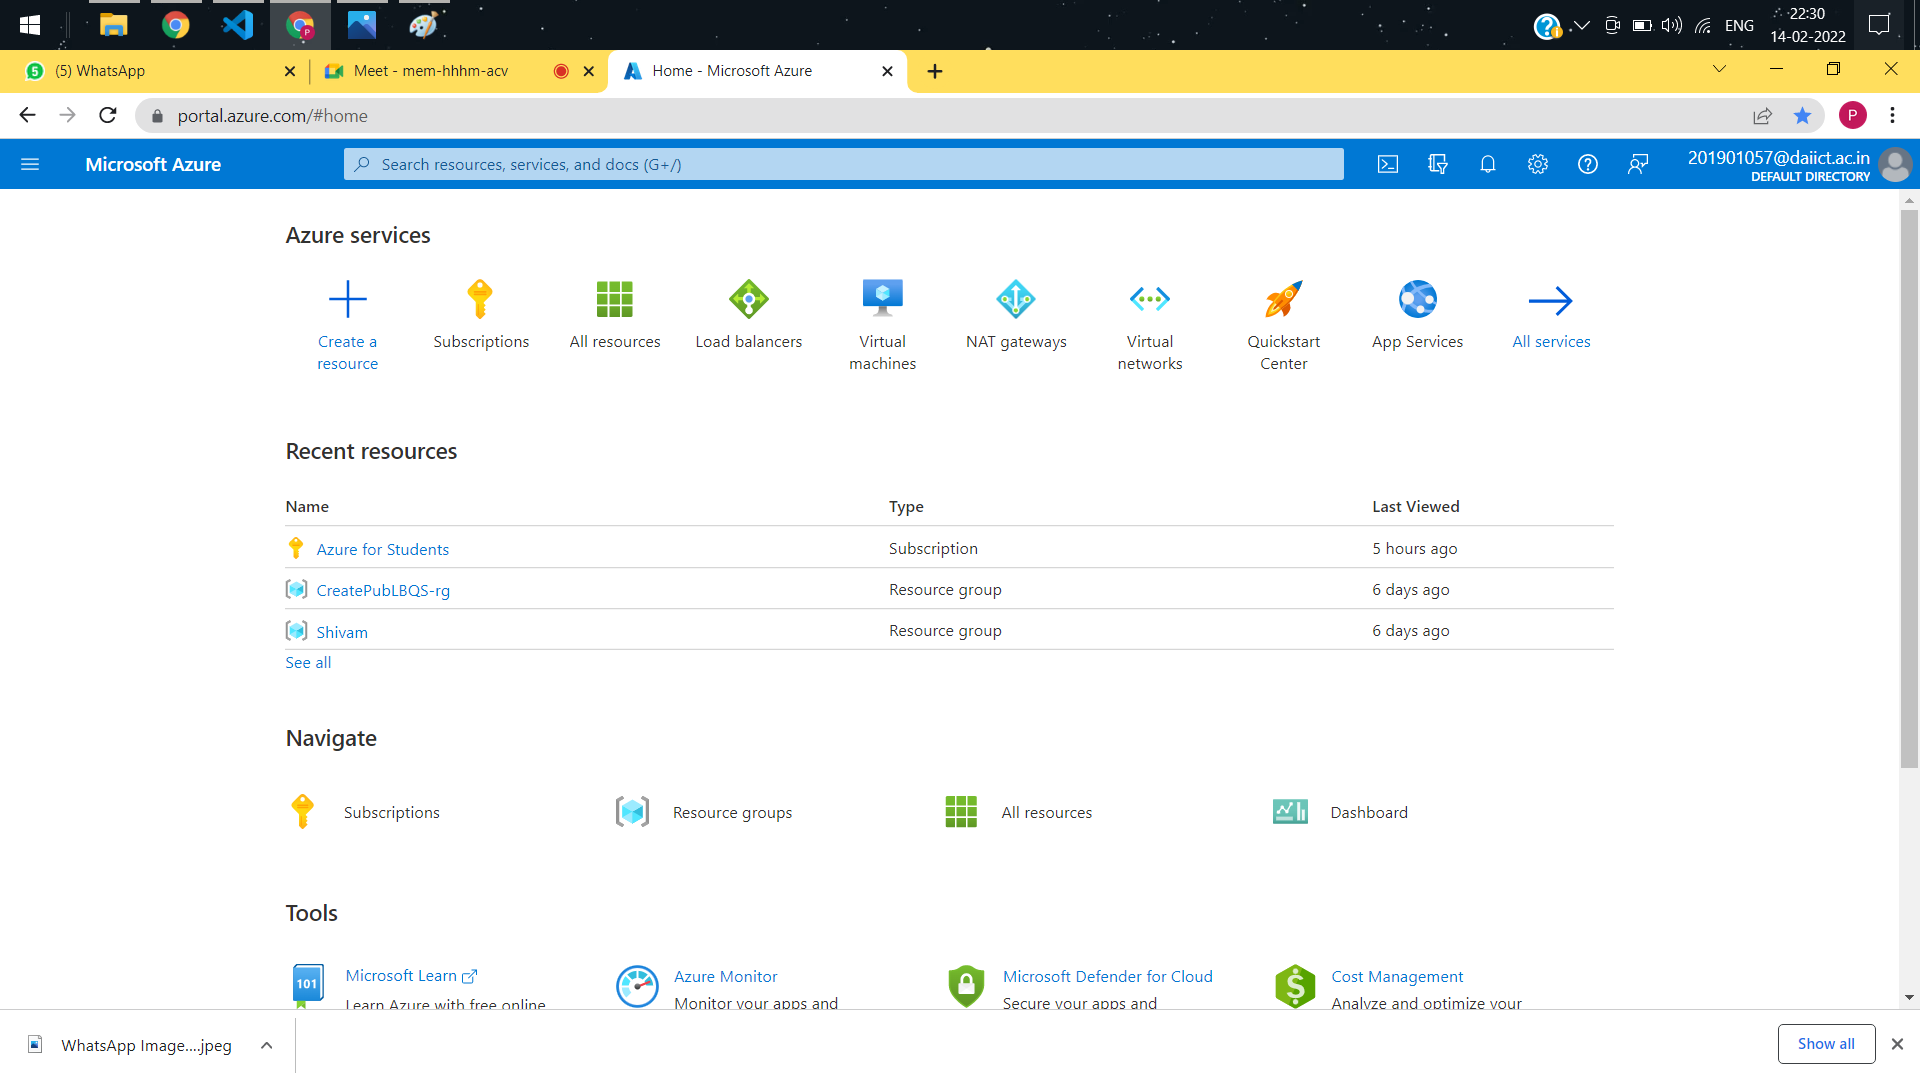 ENG
22:30
14-02-2022
(5) WhatsApp
Meet - mem-hhhm-acv
Home - Microsoft Azure
portal.azure.com/#home
P
Microsoft Azure
Search resources, services, and docs (G+/)
201901057@daiict.ac.in
DEFAULT DIRECTORY
Azure services
Create a
resource
Subscriptions
All resources
Load balancers
Virtual
machines
NAT gateways
Virtual
networks
Quickstart
Center
App Services
All services
Recent resources
Name Type Last Viewed
Azure for Students Subscription 5 hours ago
CreatePubLBQS-rg Resource group 6 days ago
Shivam Resource group 6 days ago
See all
Navigate
Subscriptions
Resource groups
All resources
Dashboard
Tools
101
Microsoft Learn
Learn Azure with free online
Azure Monitor
Monitor your apps and
Microsoft Defender for Cloud
Secure your apps and
Cost Management
Analyze and optimize your
WhatsApp Image....jpeg
Show all